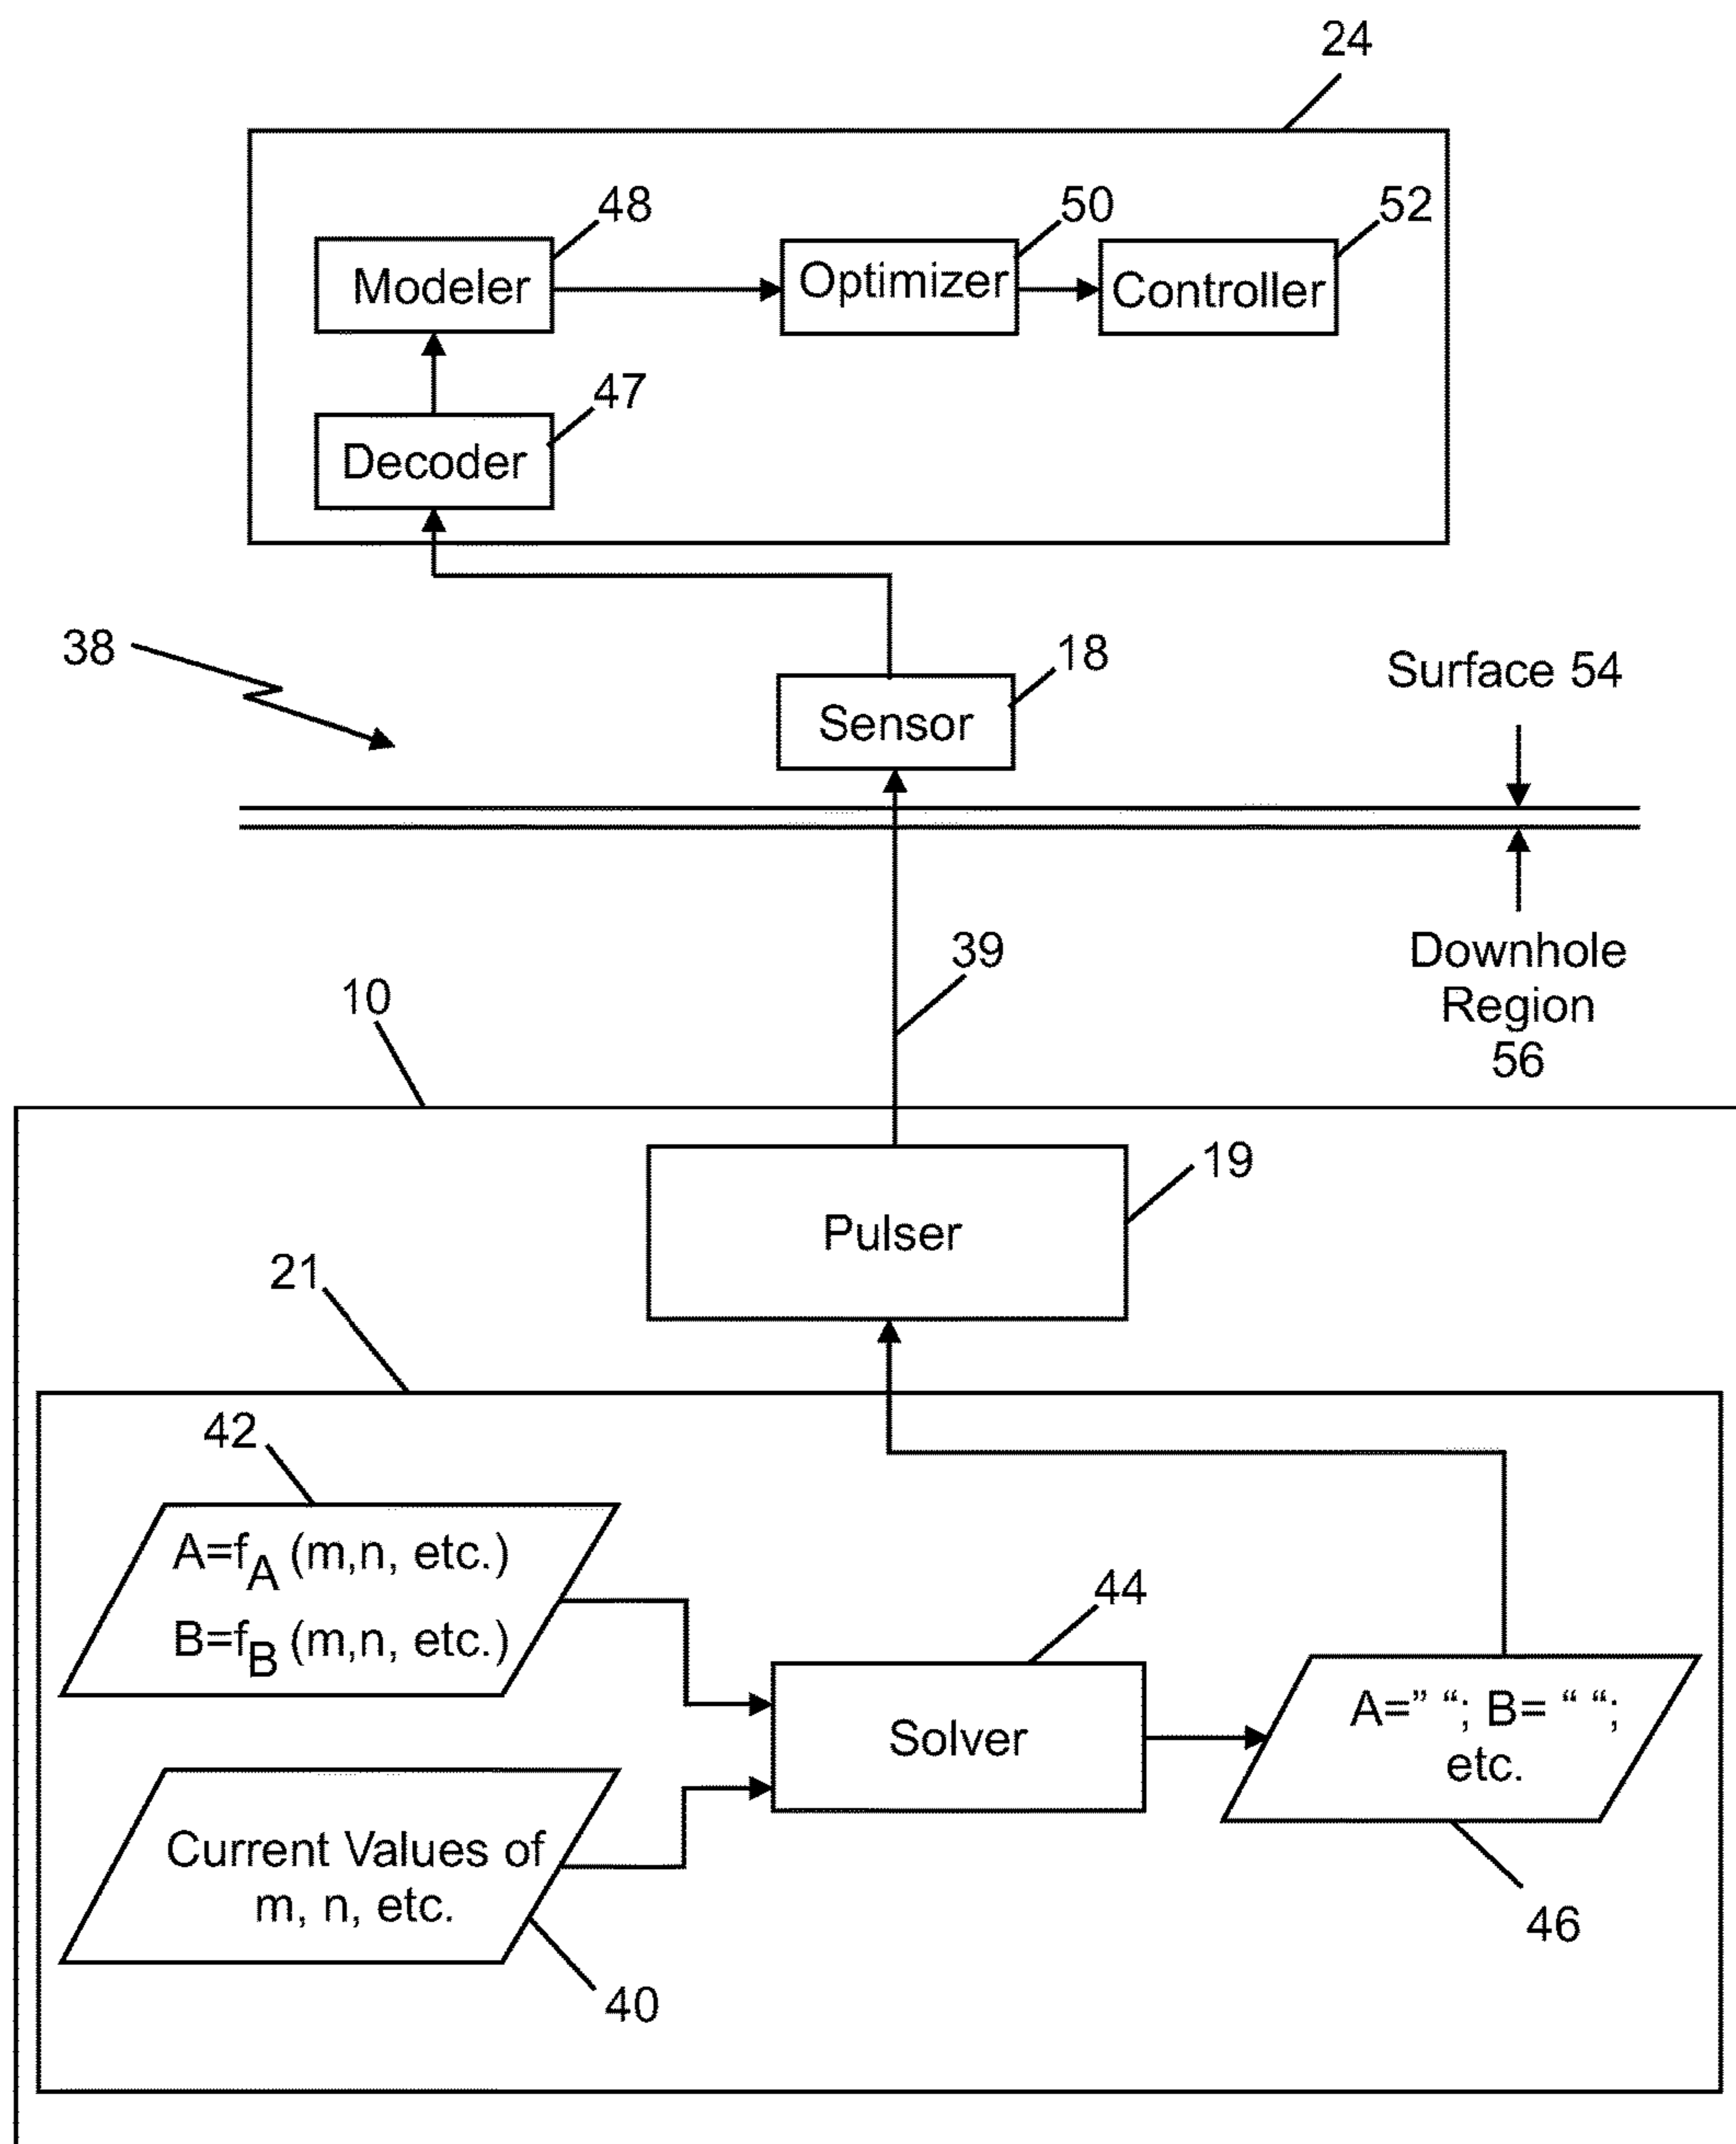 24
48
50
52
Modeler
Optimizer
Controller
47
Decoder
38
18
Surface 54
Sensor
39
Downhole
Region
56
10
19
Pulser
21
42
A=fA (m,n, etc.)
B=fB (m,n, etc.)
44
Solver
A=” “; B= “ “;
etc.
Current Values of
m, n, etc.
46
40